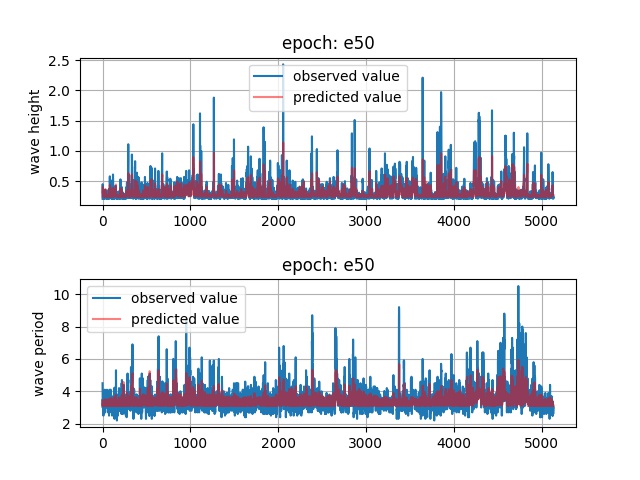 epoch: e50
2.5
2.0
1.5
1.0
0.5
wave height
observed value
predicted value
0
1000
2000
3000
4000
5000
epoch: e50
10
8
6
4
2
wave period
observed value
predicted value
0
1000
2000
3000
4000
5000